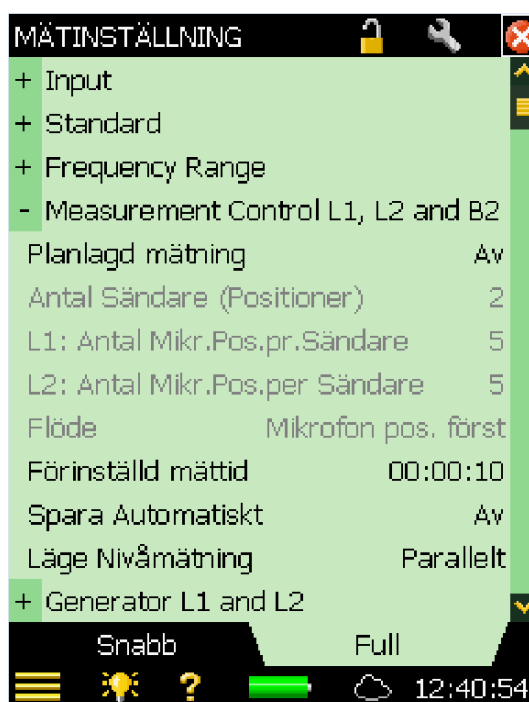 MÄTINSTÄLLNING
+ Input
+ Standard
+ Frequency Range
- Measurement Control L1, L2 and B2
Planlagd mätning Av
Antal Sändare (Positioner) 2
L1: Antal Mikr.Pos.pr.Sändare 5
L2: Antal Mikr.Pos.per Sändare 5
Flöde Mikrofon pos. först
Förinställd mättid 00:00:10
Spara Automatiskt Av
Läge Nivåmätning Parallelt
+ Generator L1 and L2
Snabb Full
? 12:40:54